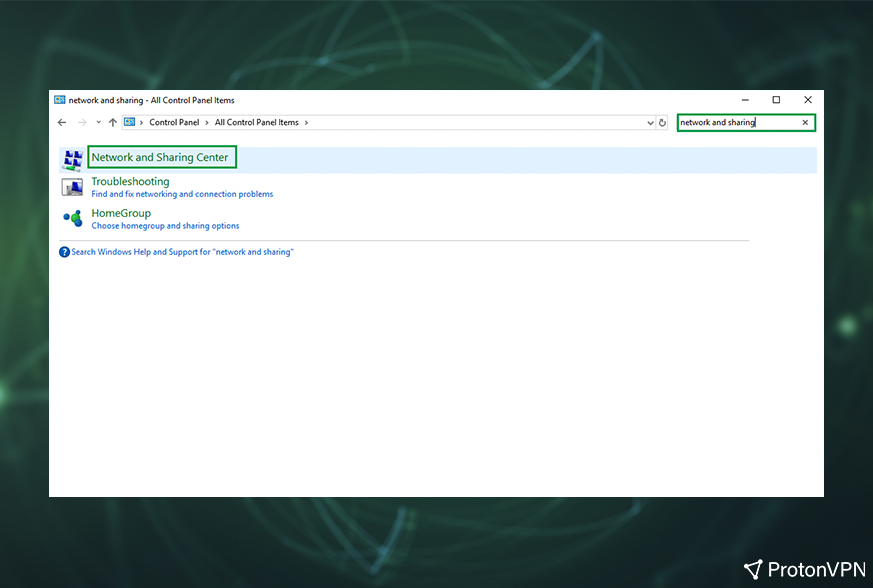 network and sharing - All Control Panel Items
Control Panel > All Control Panel Items >
network and sharing
Network and Sharing Center
Troubleshooting
Find and fix networking and connection problems
HomeGroup
Choose homegroup and sharing options
Search Windows Help and Support for "network and sharing"
ProtonVPN